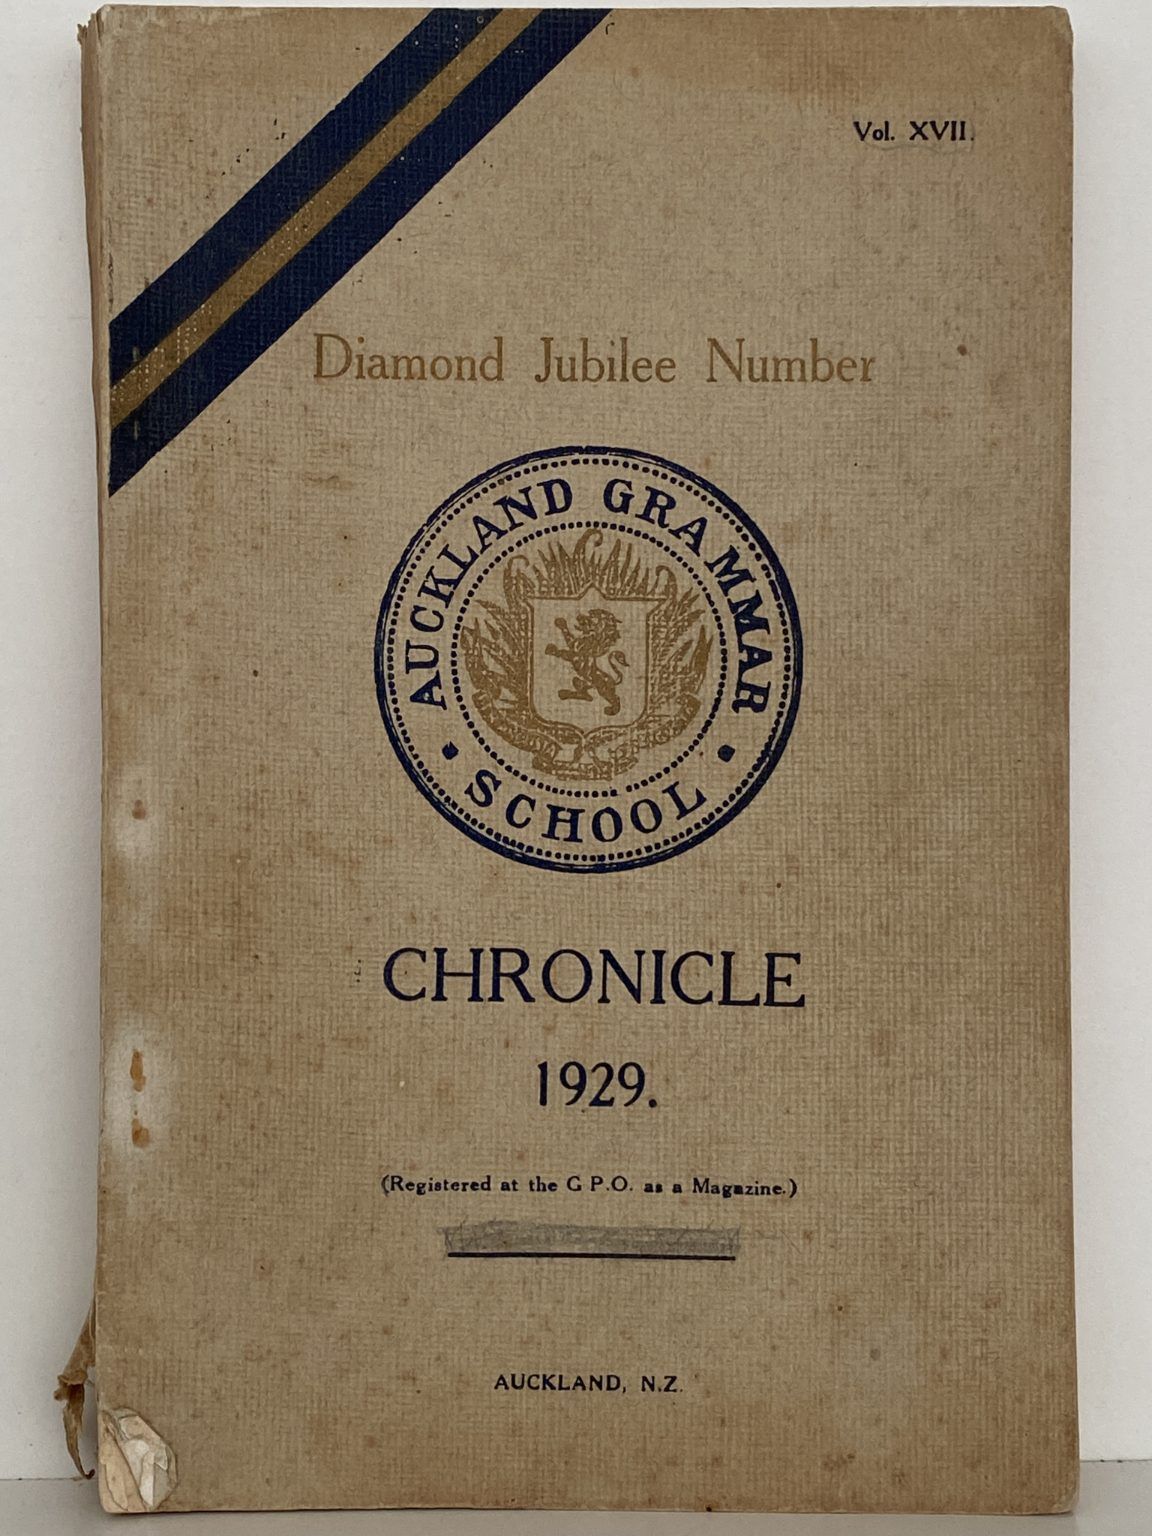 Vol. XVII.
Diamond Jubilee Number
AUCKLAND GRAMMAR
SCHOOL
CHRONICLE
1929.
(Registered at the G P.O. as a Magazine.)
AUCKLAND, N.Z.